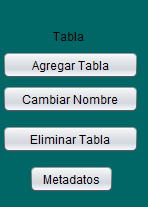 Tabla
Agregar Tabla
Cambiar Nombre
Eliminar Tabla
Metadatos